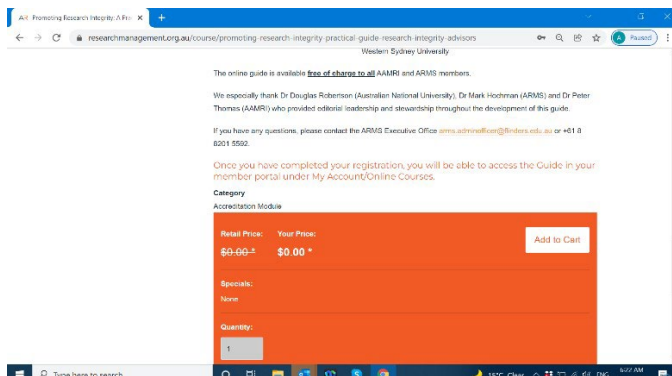 AR Promoting Research Integrity: A Pra
researchmanagement.org.au/course/promoting-research-integrity-practical-guide-research-integrity-advisors
Paused
Western Sydney University
The online guide is available free of charge to all AAMRI and ARMS members.
We especially thank Dr Douglas Robertson (Australian National University), Dr Mark Hochman (ARMS) and Dr Peter
Thomas (AAMRI) who provided editorial leadership and stewardship throughout the development of this guide.
If you have any questions, please contact the ARMS Executive Office arms.adminofficer@flinders.edu.au or +61 8
8201 5592.
Once you have completed your registration, you will be able to access the Guide in your
member portal under My Account/Online Courses.
Category
Accreditation Module
Retail Price: Your Price:
$0.00 * $0.00 *
Add to Cart
Specials:
None
Quantity:
1
Type here to search
15°C Clear
ENG
6:22 AM